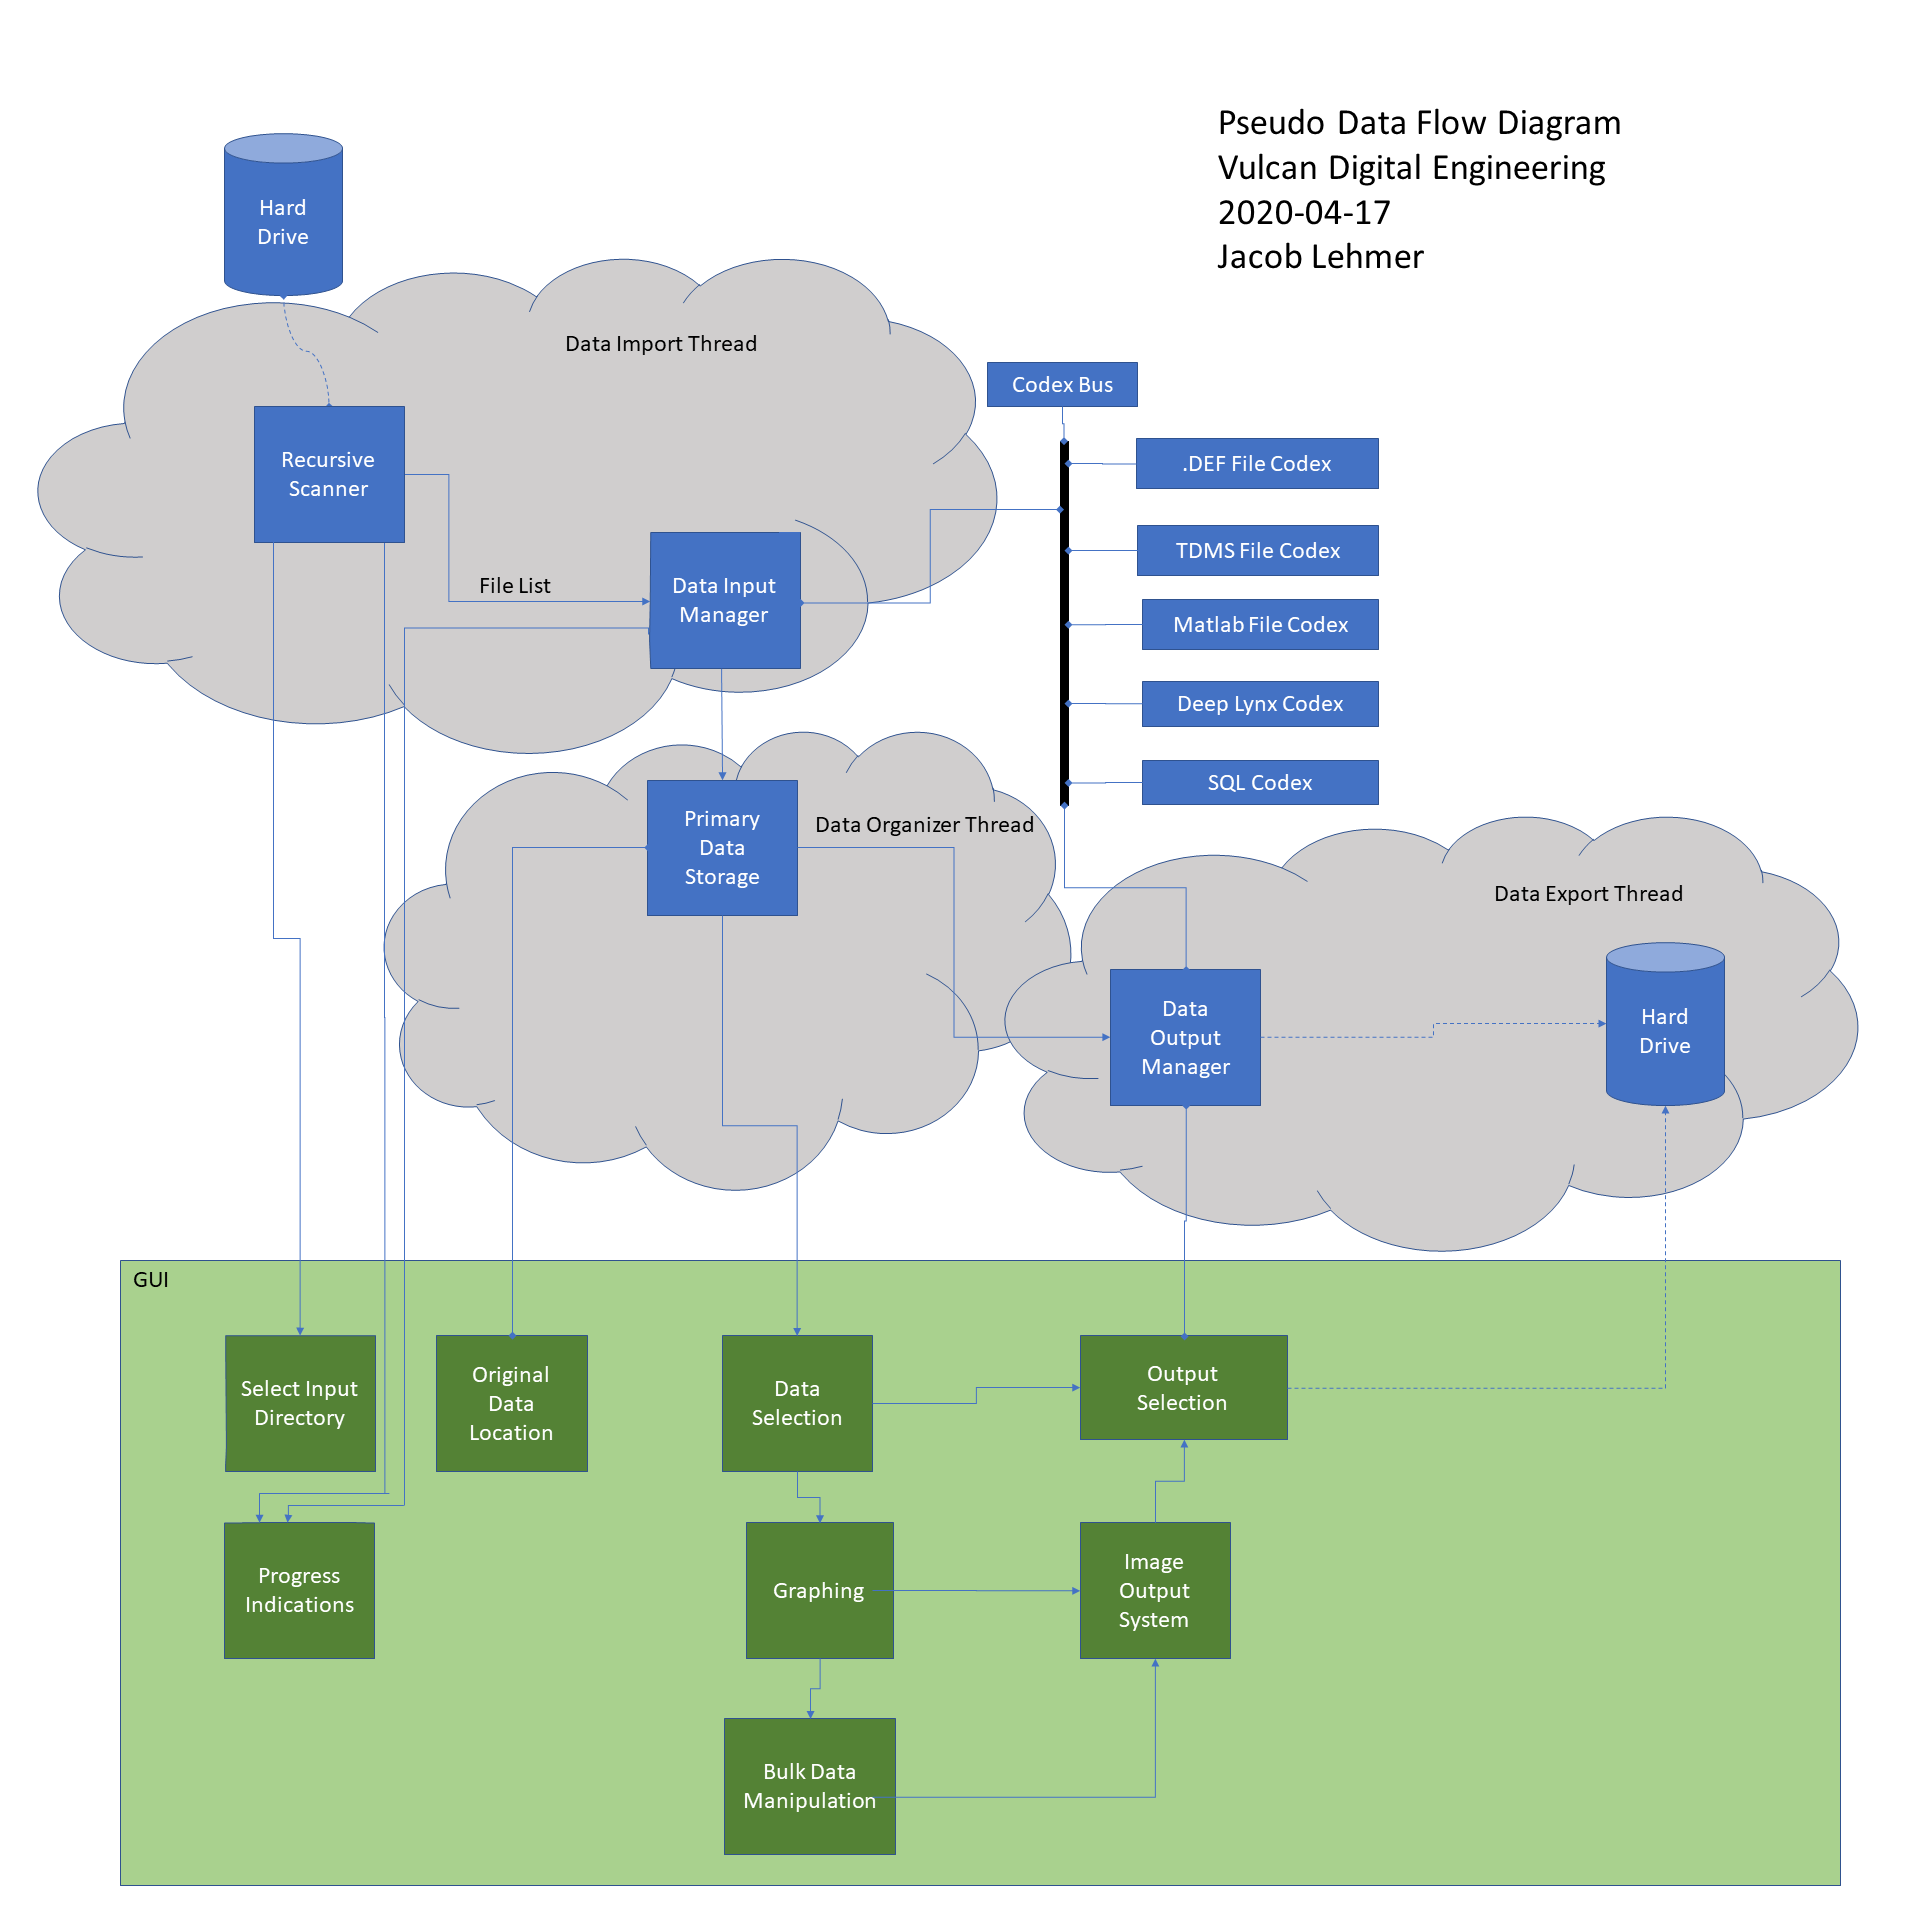 Pseudo Data Flow Diagram
Vulcan Digital Engineering
2020-04-17
Jacob Lehmer
Hard
Drive
Data Import Thread
Recursive
Scanner
File List
Data Input
Manager
Codex Bus
.DEF File Codex
TDMS File Codex
Matlab File Codex
Deep Lynx Codex
SQL Codex
Primary
Data
Storage
Data Organizer Thread
Data Export Thread
Data
Output
Manager
Hard
Drive
GUI
Select Input
Directory
Original
Data
Location
Data
Selection
Output
Selection
Progress
Indications
Graphing
Image
Output
System
Bulk Data
Manipulation